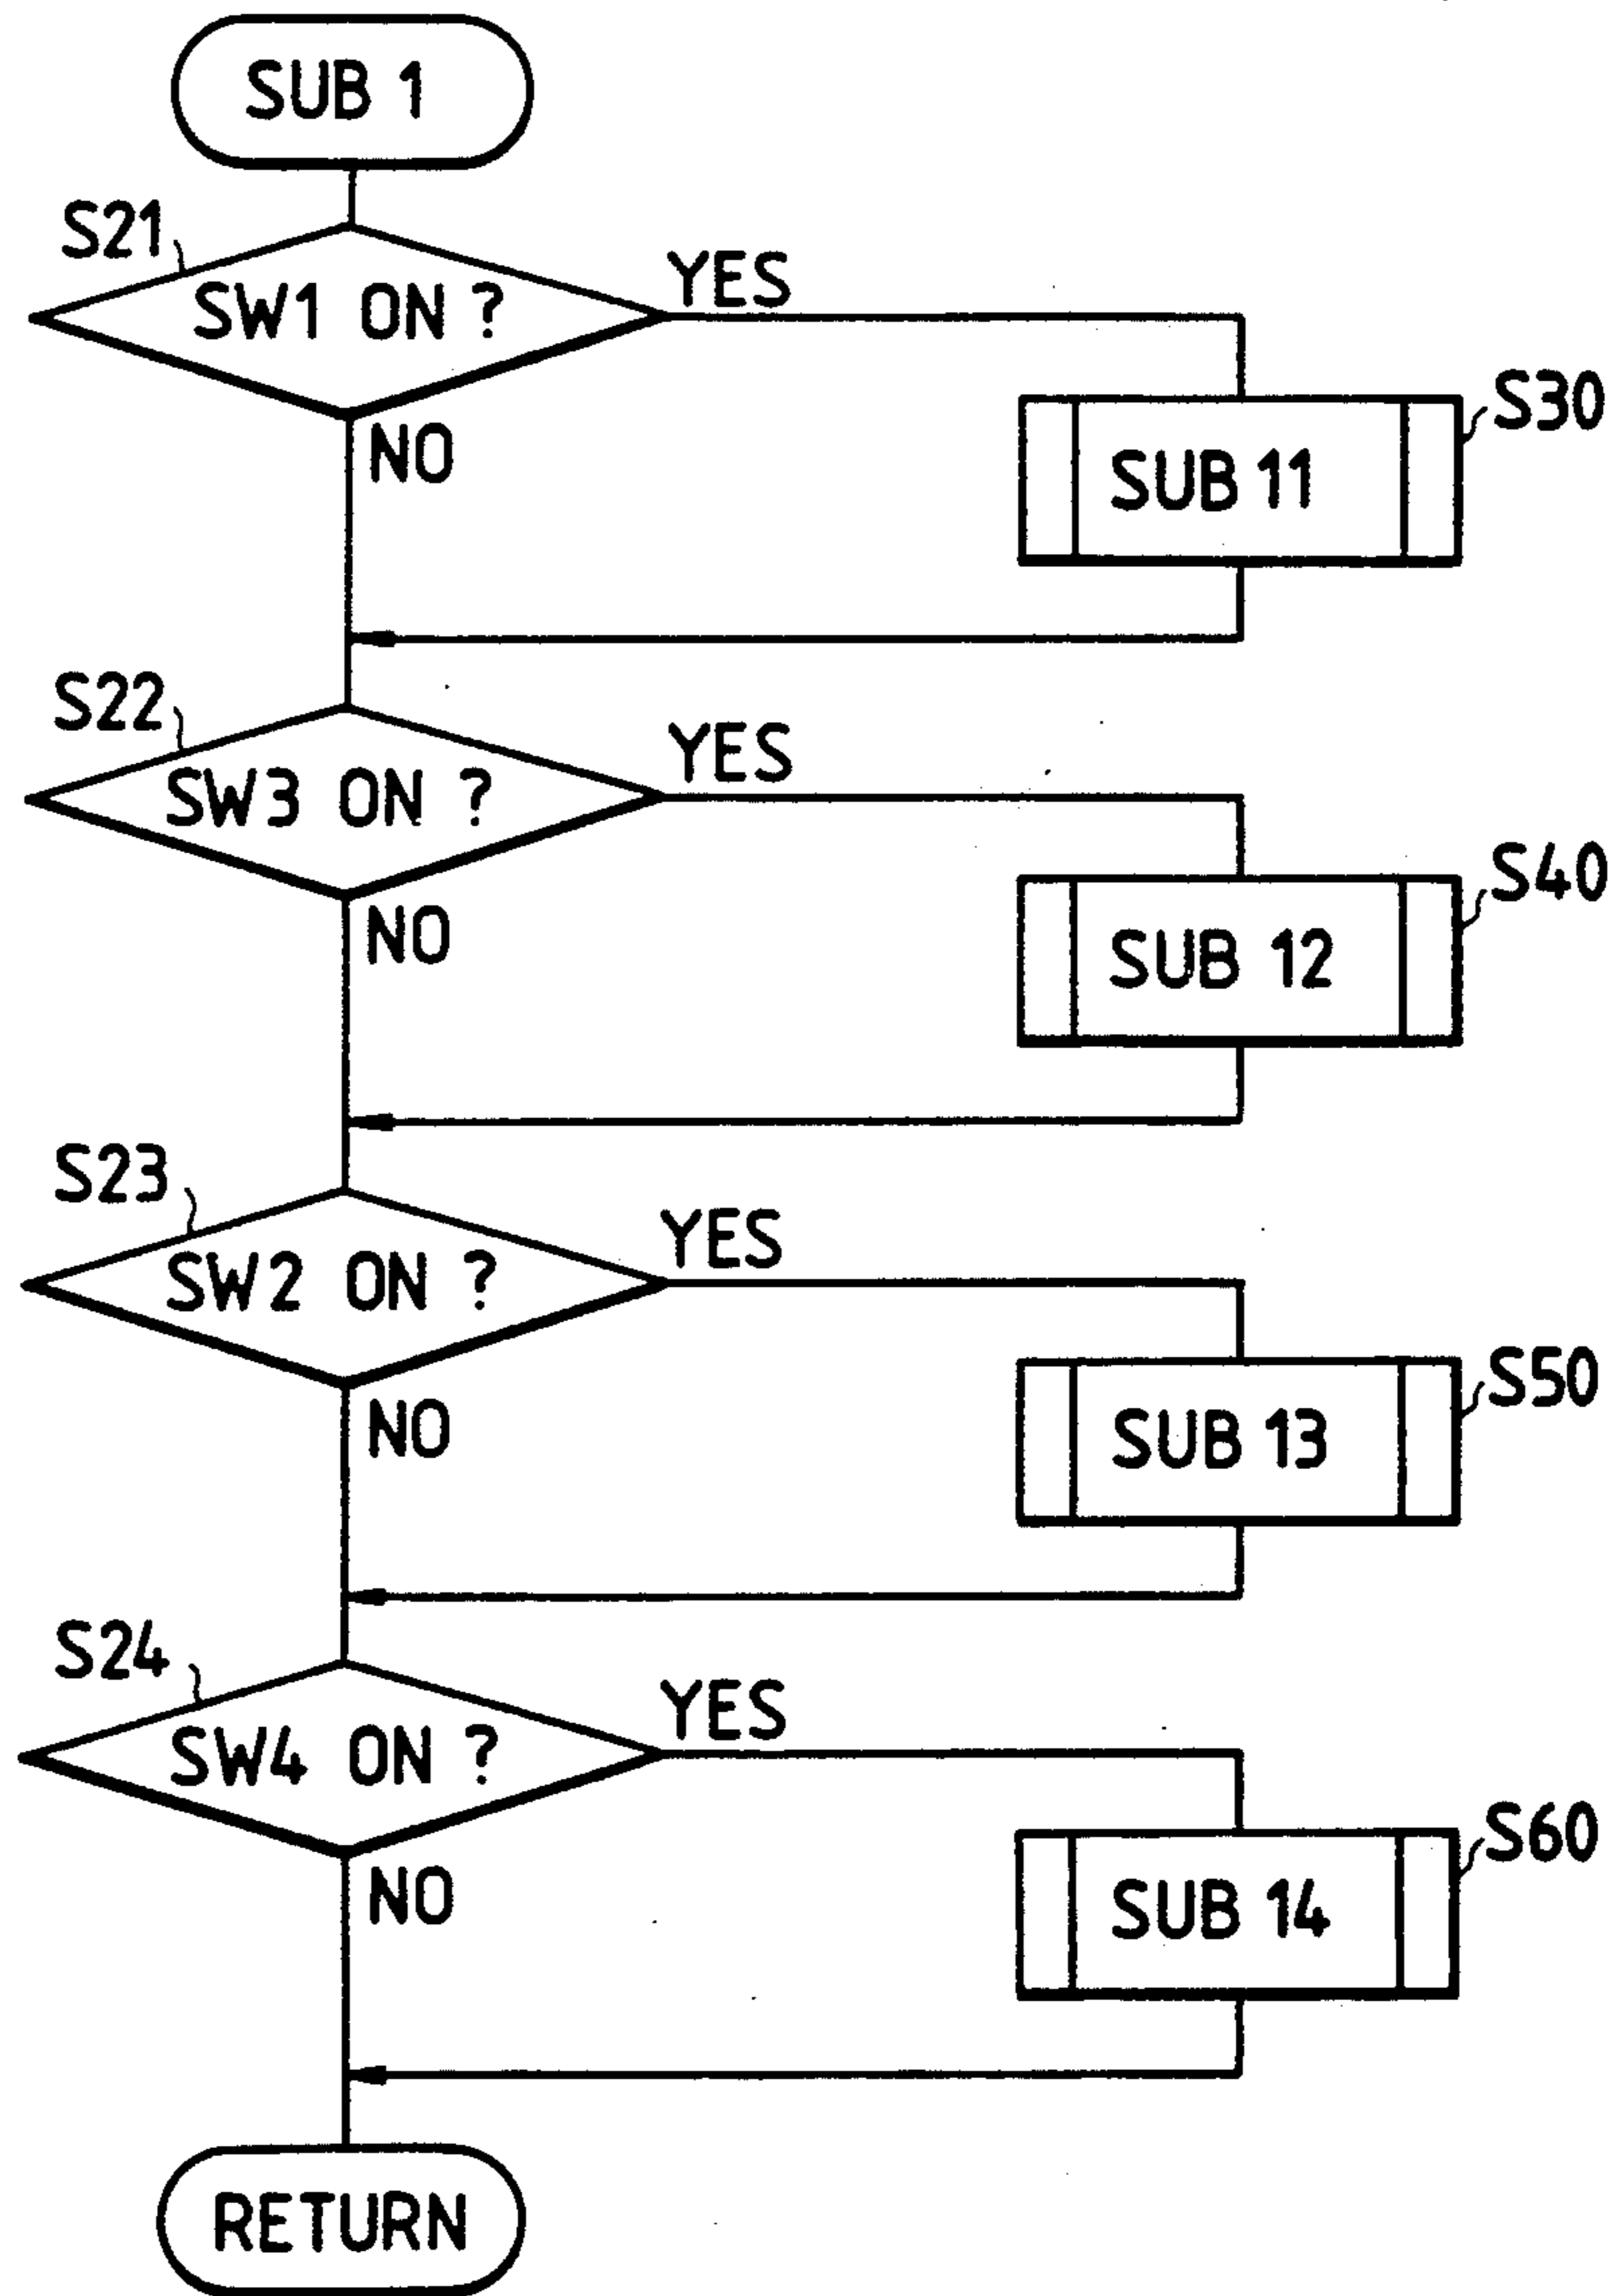 SUB 1
S21
SW1 ON ?
YES
NO
S30
SUB 11
S22
SW3 ON ?
YES
NO
S40
SUB 12
S23
SW2 ON ?
YES
NO
S50
SUB 13
S24
SW4 ON ?
YES
NO
S60
SUB 14
RETURN